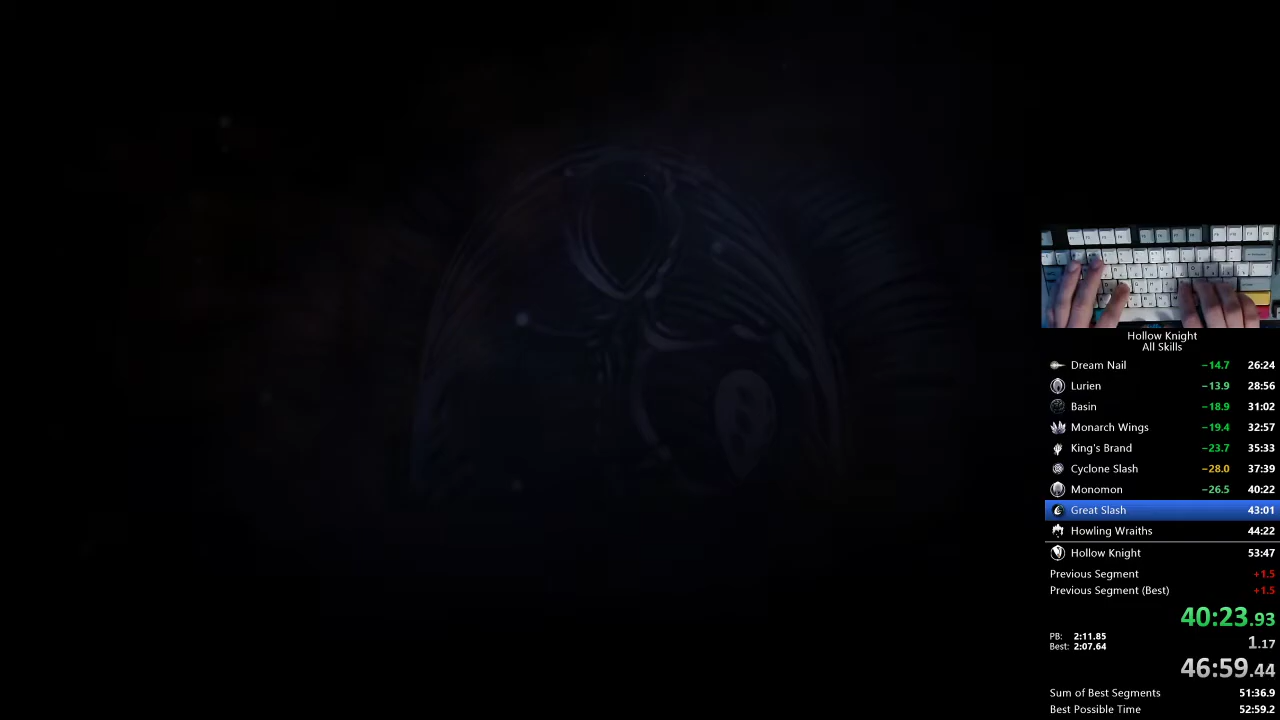 Hollow Knight
All Skills
Dream Nail −14.7 26:24
Lurien −13.9 28:56
Basin −18.9 31:02
Monarch Wings −19.4 32:57
King's Brand −23.7 35:33
Cyclone Slash −28.0 37:39
Monomon −26.5 40:22
Great Slash 43:01
Howling Wraiths 44:22
Hollow Knight 53:47
Previous Segment +1.5
Previous Segment (Best) +1.5
40:23.93
PB: 2:11.85
Best: 2:07.64
1.17
46:59.44
Sum of Best Segments 51:36.9
Best Possible Time 52:59.2